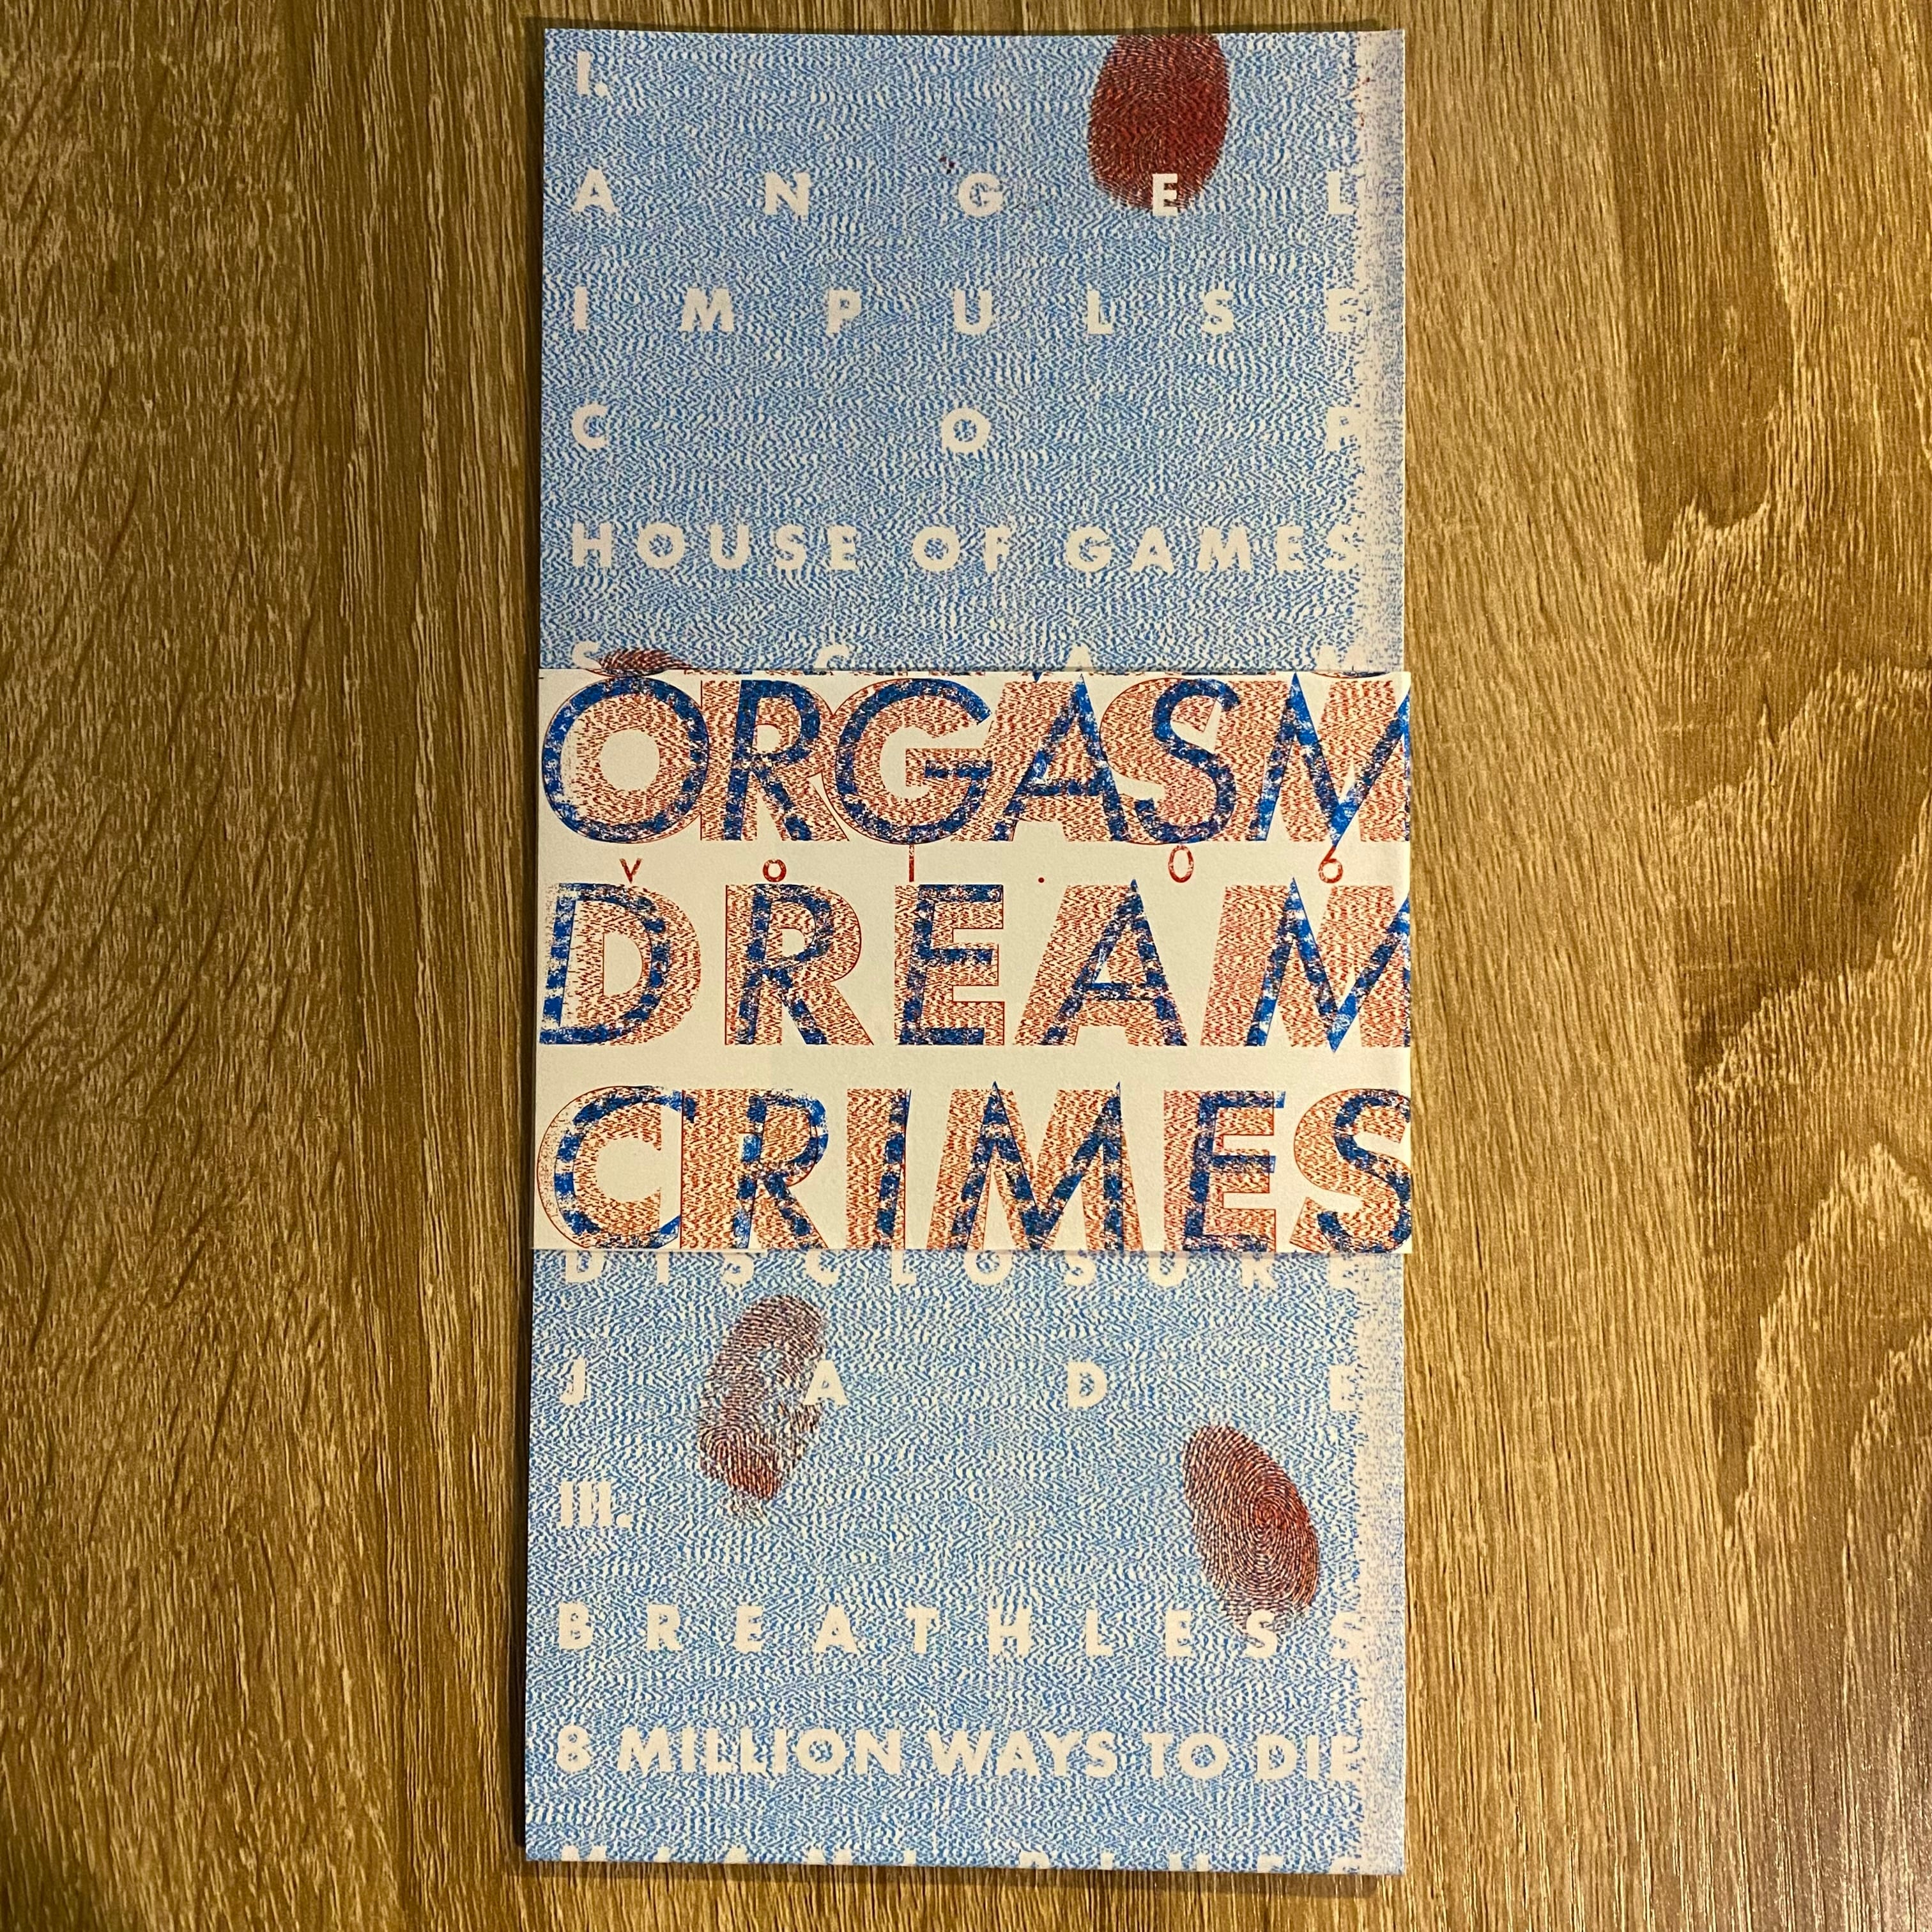 I.
ANGEL
IMPULSE
COP
HOUSE OF GAMES
SCAM
ORGASM
vol.06
DREAM
CRIMES
DISCLOSURE
JADE
III.
BREATHLESS
8 MILLION WAYS TO DIE